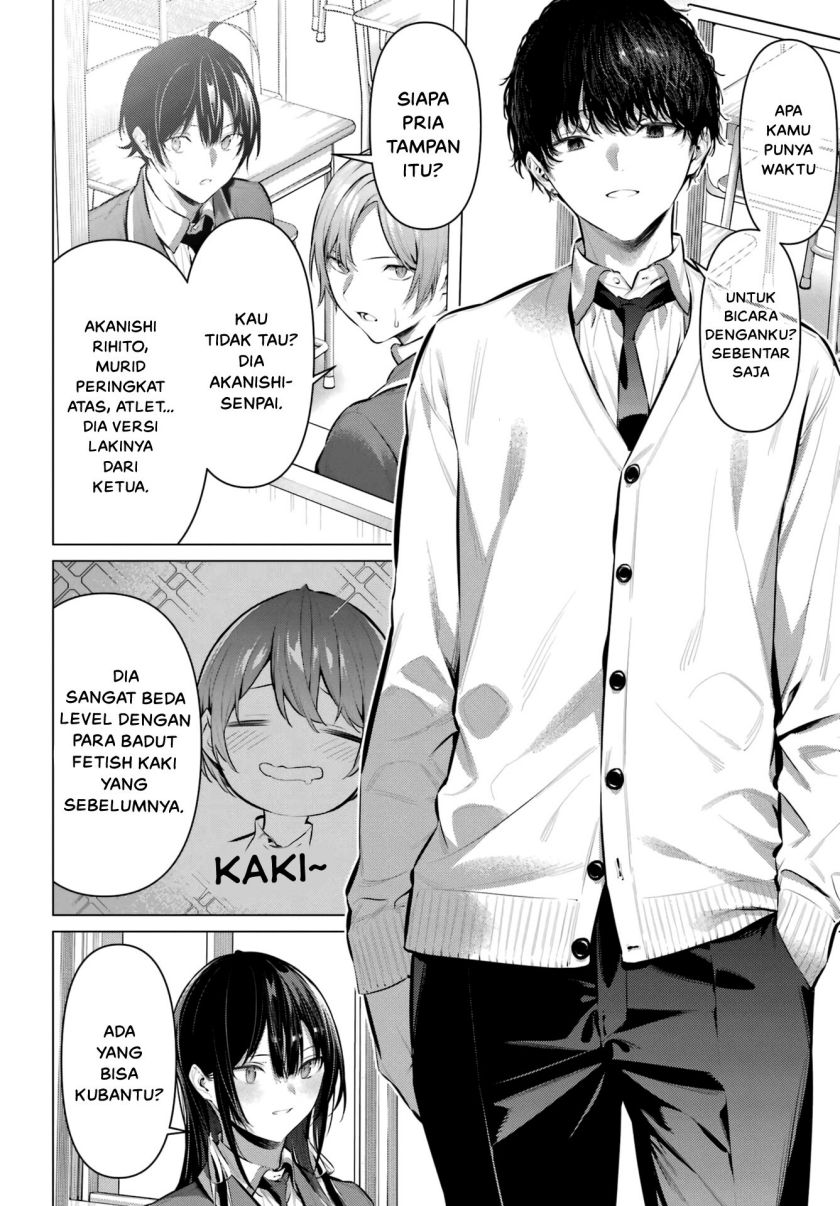 APA
KAMU
PUNYA
WAKTU
UNTUK
BICARA
DENGANKU?
SEBENTAR
SAJA
SIAPA
PRIA
TAMPAN
ITU?
KAU
TIDAK TAU?
DIA
AKANISHI-
SENPAI.
AKANISHI
RIHITO,
MURID
PERINGKAT
ATAS, ATLET...
DIA VERSI
LAKINYA
DARI
KETUA.
DIA
SANGAT BEDA
LEVEL DENGAN
PARA BADUT
FETISH KAKI
YANG
SEBELUMNYA.
KAKI~
ADA
YANG
BISA
KUBANTU?